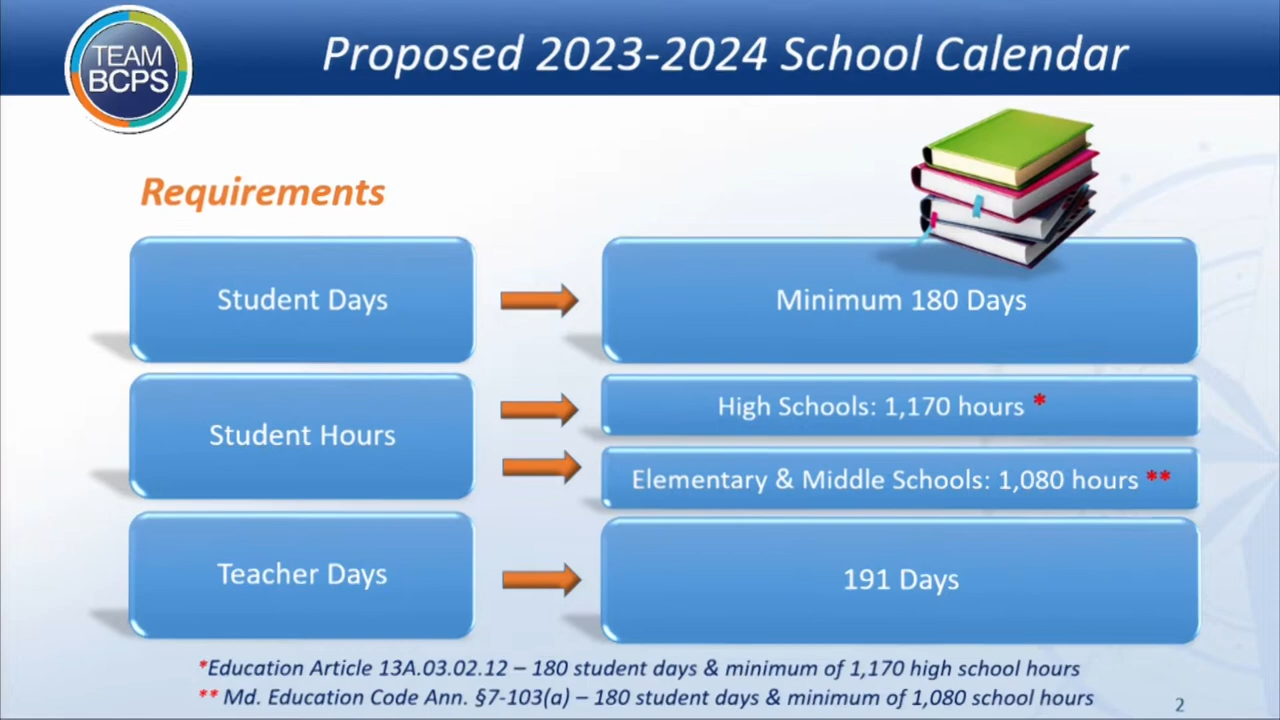 TEAM
BCPS
Proposed 2023-2024 School Calendar
Requirements
Student Days
Minimum 180 Days
Student Hours
High Schools: 1,170 hours *
Elementary & Middle Schools: 1,080 hours **
Teacher Days
191 Days
*Education Article 13A.03.02.12 – 180 student days & minimum of 1,170 high school hours
** Md. Education Code Ann. §7-103(a) – 180 student days & minimum of 1,080 school hours
2